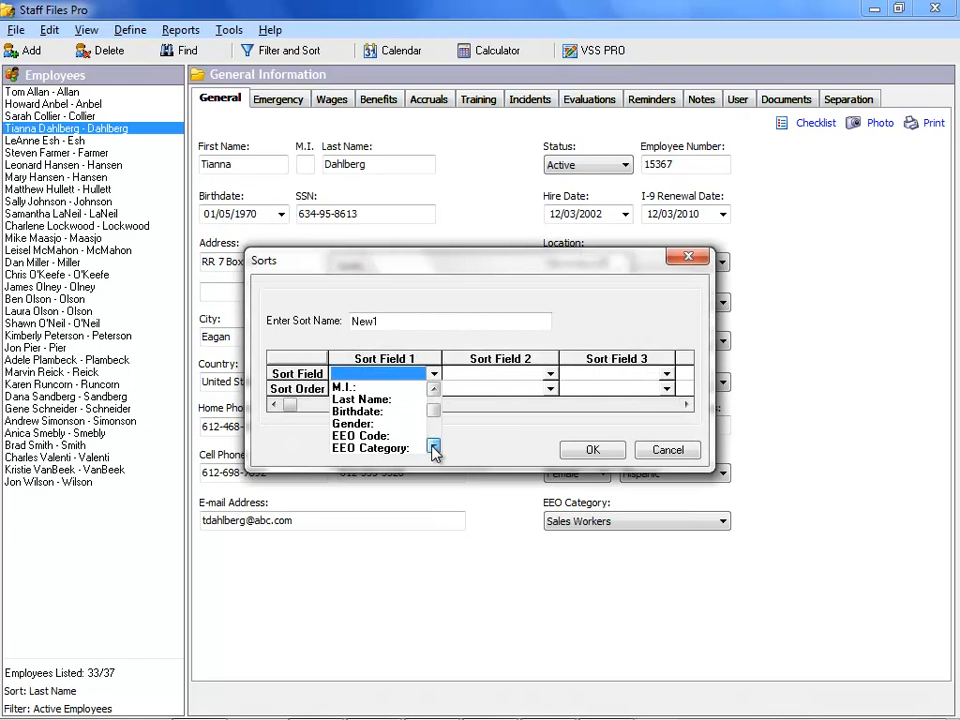 Staff Files Pro
File Edit View Define Reports Tools Help
Add Delete Find Filter and Sort Calendar Calculator VSS PRO
Employees
Tom Allan - Allan
Howard Anbel - Anbel
Sarah Collier - Collier
Tianna Dahlberg - Dahlberg
LeAnne Esh - Esh
Steven Farmer - Farmer
Leonard Hansen - Hansen
Mary Hansen - Hansen
Matthew Hullett - Hullett
Sally Johnson - Johnson
Samantha LaNeil - LaNeil
Charlene Lockwood - Lockwood
Mike Maasjo - Maasjo
Leisel McMahon - McMahon
Dan Miller - Miller
Chris O'Keefe - O'Keefe
James Olney - Olney
Ben Olson - Olson
Laura Olson - Olson
Shawn O'Neil - O'Neil
Kimberly Peterson - Peterson
Jon Pier - Pier
Adele Plambeck - Plambeck
Marvin Reick - Reick
Karen Runcorn - Runcorn
Dana Sandberg - Sandberg
Gene Schneider - Schneider
Andrew Simonson - Simonson
Anica Smebly - Smebly
Brad Smith - Smith
Charles Valenti - Valenti
Kristie VanBeek - VanBeek
Jon Wilson - Wilson
Employees Listed: 33/37
Sort: Last Name
Filter: Active Employees
General Information
General Emergency Wages Benefits Accruals Training Incidents Evaluations Reminders Notes User Documents Separation
Checklist Photo Print
First Name: M.I. Last Name: Status: Employee Number:
Tianna Dahlberg Active 15367
Birthdate: SSN: Hire Date: I-9 Renewal Date:
01/05/1970 634-95-8613 12/03/2002 12/03/2010
Address: Location:
RR 7 Box
City:
Eagan
Country:
United St
Home Pho
612-468-
Cell Phon
612-698-
E-mail Address: EEO Category:
tdahlberg@abc.com Sales Workers
Sorts
Enter Sort Name: New1
Sort Field 1 Sort Field 2 Sort Field 3
Sort Field
Sort Order
M.I.:
Last Name:
Birthdate:
Gender:
EEO Code:
EEO Category:
OK Cancel